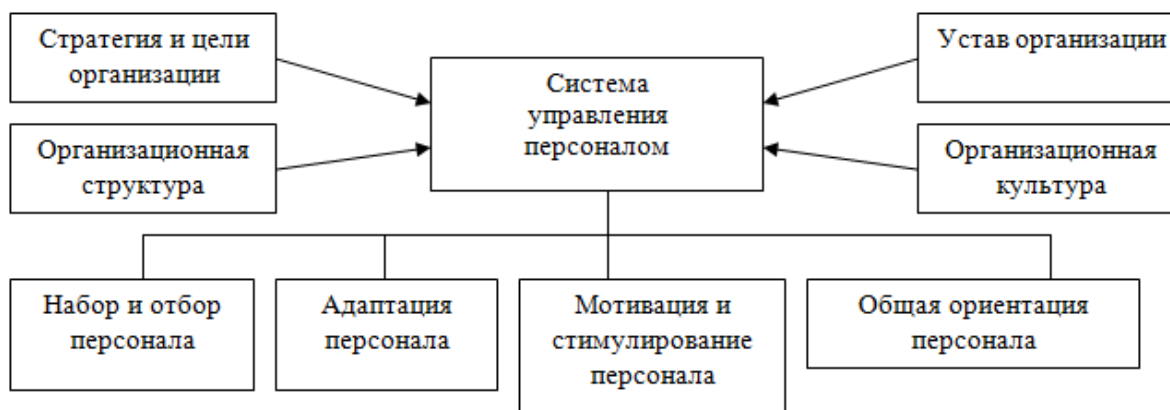 Стратегия и цели
организации
Устав организации
Система
управления
персоналом
Организационная
структура
Организационная
культура
Набор и отбор
персонала
Адаптация
персонала
Мотивация и
стимулирование
персонала
Общая ориентация
персонала